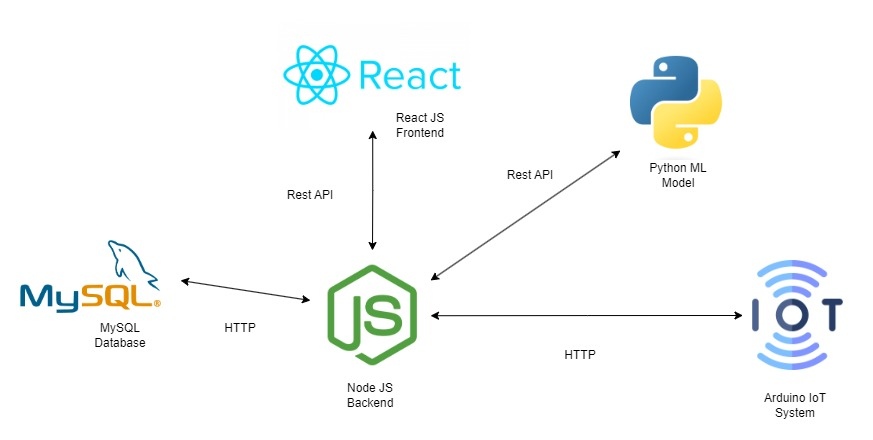 React
React JS
Frontend
Python ML
Model
Rest API
Rest API
MySQL®
MySQL
Database
HTTP
JS
Node JS
Backend
HTTP
IOT
Arduino IoT
System